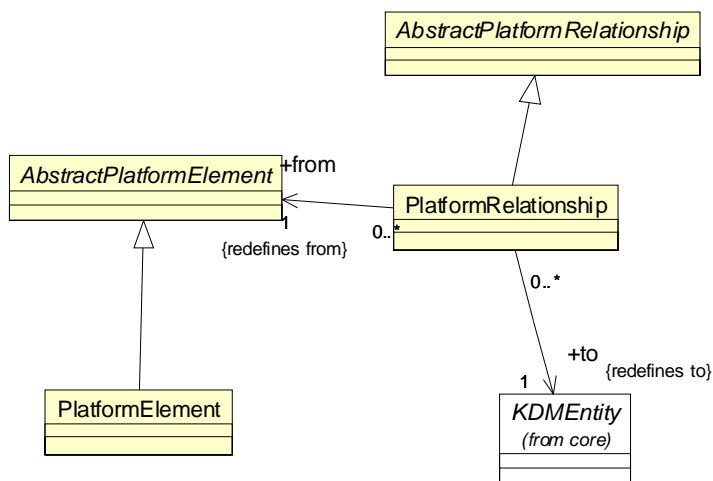 AbstractPlatformRelationship
AbstractPlatformElement
+from
PlatformRelationship
1
0..*
{redefines from}
0..*
+to
{redefines to}
1
PlatformElement
KDMEntity
(from core)